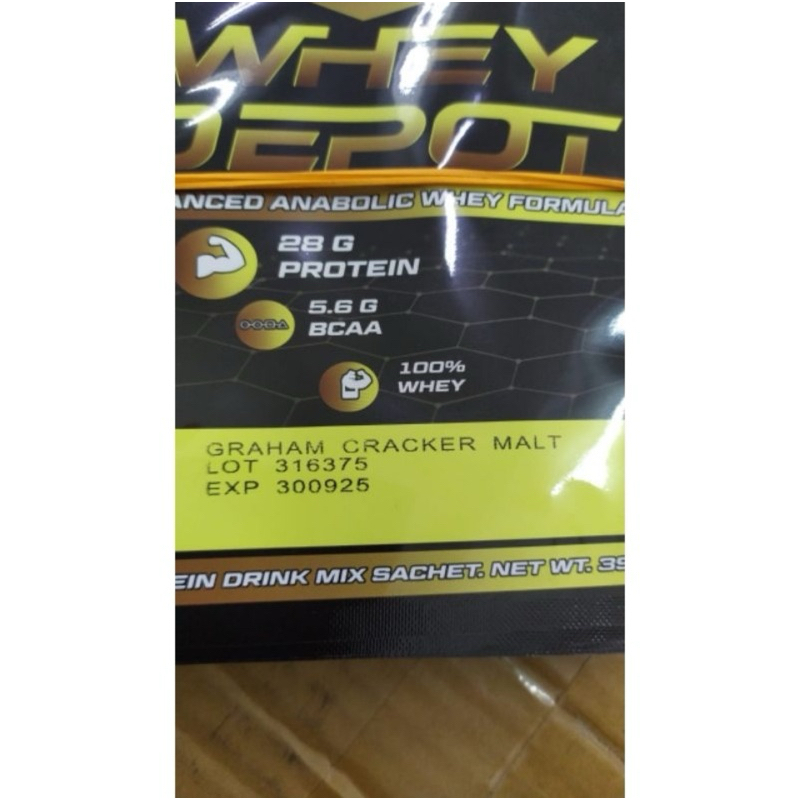 WHEY
DEPOT
ANCED ANABOLIC WHEY FORMULA
28 G
PROTEIN
5.6 G
BCAA
100%
WHEY
GRAHAM CRACKER MALT
LOT 316375
EXP 300925
EIN DRINK MIX SACHET. NET WT. 39